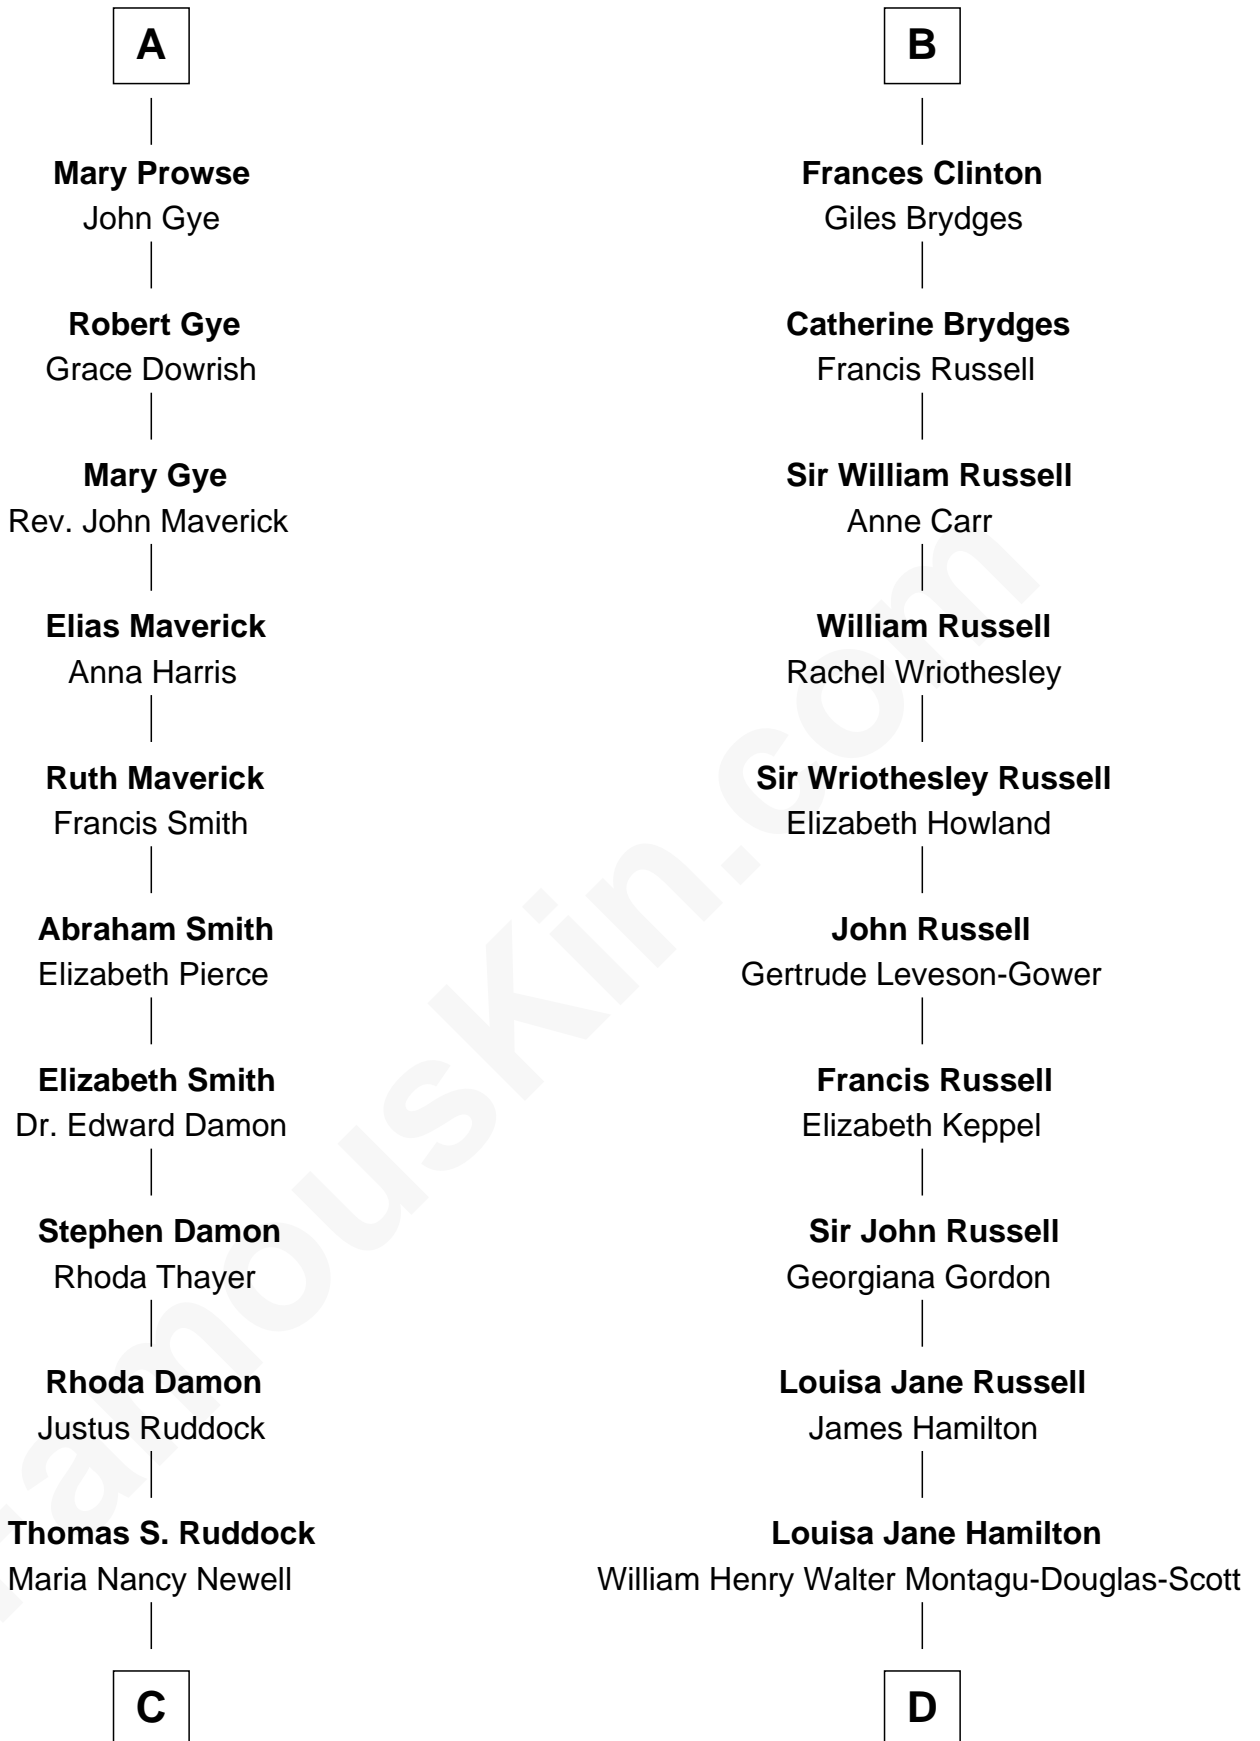 A
Mary Prowse
John Gye
Robert Gye
Grace Dowrish
Mary Gye
Rev. John Maverick
Elias Maverick
Anna Harris
Ruth Maverick
Francis Smith
Abraham Smith
Elizabeth Pierce
Elizabeth Smith
Dr. Edward Damon
Stephen Damon
Rhoda Thayer
Rhoda Damon
Justus Ruddock
Thomas S. Ruddock
Maria Nancy Newell
C
B
Frances Clinton
Giles Brydges
Catherine Brydges
Francis Russell
Sir William Russell
Anne Carr
William Russell
Rachel Wriothesley
Sir Wriothesley Russell
Elizabeth Howland
John Russell
Gertrude Leveson-Gower
Francis Russell
Elizabeth Keppel
Sir John Russell
Georgiana Gordon
Louisa Jane Russell
James Hamilton
Louisa Jane Hamilton
William Henry Walter Montagu-Douglas-Scott
D
FamousKin.com